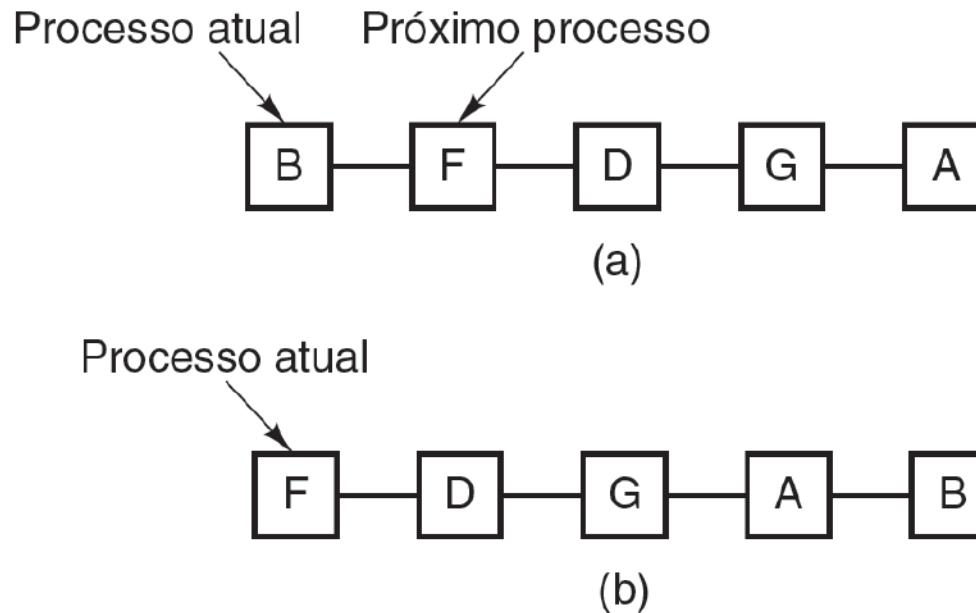 Processo atual Próximo processo
B F D G A
(a)
Processo atual
F D G A B
(b)